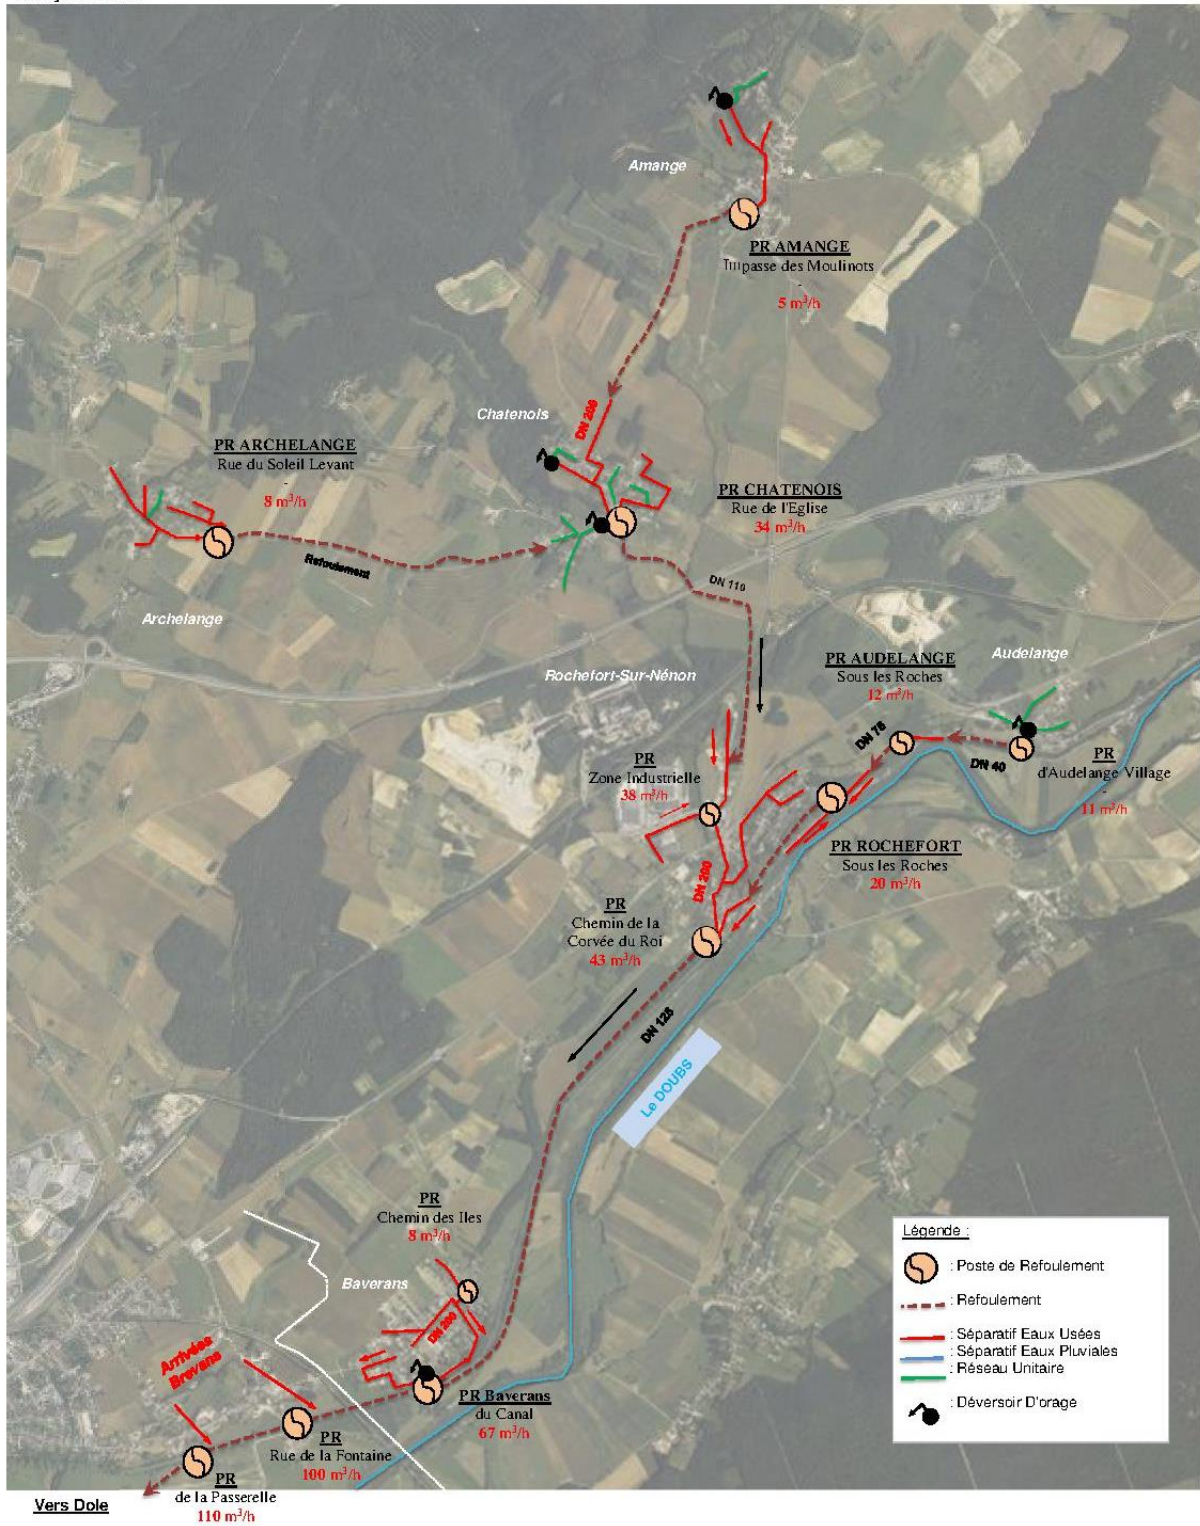 Amange
PR AMANGE
Impasse des Moulinots
-
5 m³/h
Chatenois
DN 200
PR ARCHELANGE
Rue du Soleil Levant
-
8 m³/h
PR CHATENOIS
Rue de l'Eglise
34 m³/h
Refoulement
DN 110
Archelange
Rochefort-Sur-Nénon
PR AUDELANGE
Sous les Roches
12 m³/h
Audelange
DN 75
DN 40
PR
d'Audelange Village
-
11 m³/h
PR
Zone Industrielle
38 m³/h
PR ROCHEFORT
Sous les Roches
20 m³/h
DN 200
PR
Chemin de la
Corvée du Roi
43 m³/h
DN 125
Le DOUBS
PR
Chemin des Iles
8 m³/h
Baverans
DN 200
Arrivées
Brevans
PR Baverans
du Canal
67 m³/h
PR
Rue de la Fontaine
100 m³/h
PR
de la Passerelle
110 m³/h
Vers Dole
Légende :
: Poste de Refoulement
: Refoulement
: Séparatif Eaux Usées
: Séparatif Eaux Pluviales
: Réseau Unitaire
: Déversoir D'orage